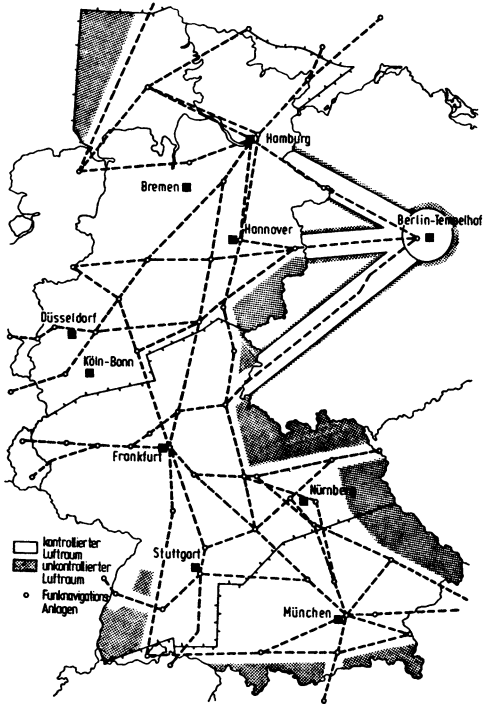 Hamburg
Bremen
Hannover
Berlin-Tempelhof
Düsseldorf
Köln-Bonn
Frankfurt
Nürnberg
Stuttgart
München
kontrollierter
Luftraum
unkontrollierter
Luftraum
Funknavigations
Anlagen